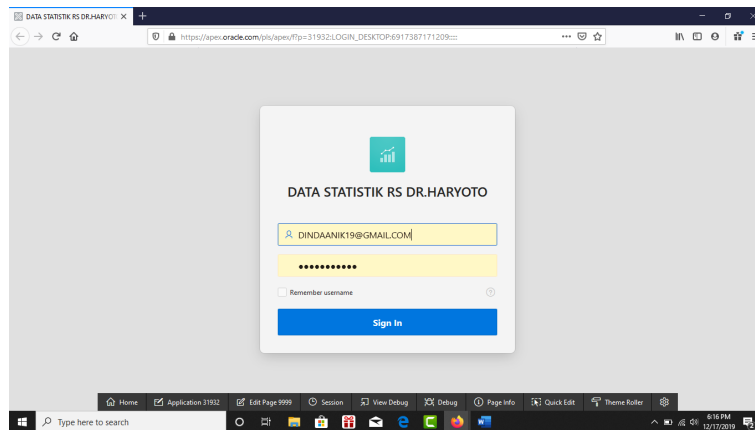 DATA STATISTIK RS DR.HARYOT
https://apex.oracle.com/pls/apex/f?p=31932:LOGIN_DESKTOP:6917387171209:::::
DATA STATISTIK RS DR.HARYOTO
DINDAANIK19@GMAIL.COM
Remember username
Sign In
Home Application 31932 Edit Page 9999 Session View Debug Debug Page Info Quick Edit Theme Roller
Type here to search
6:16 PM
12/17/2019